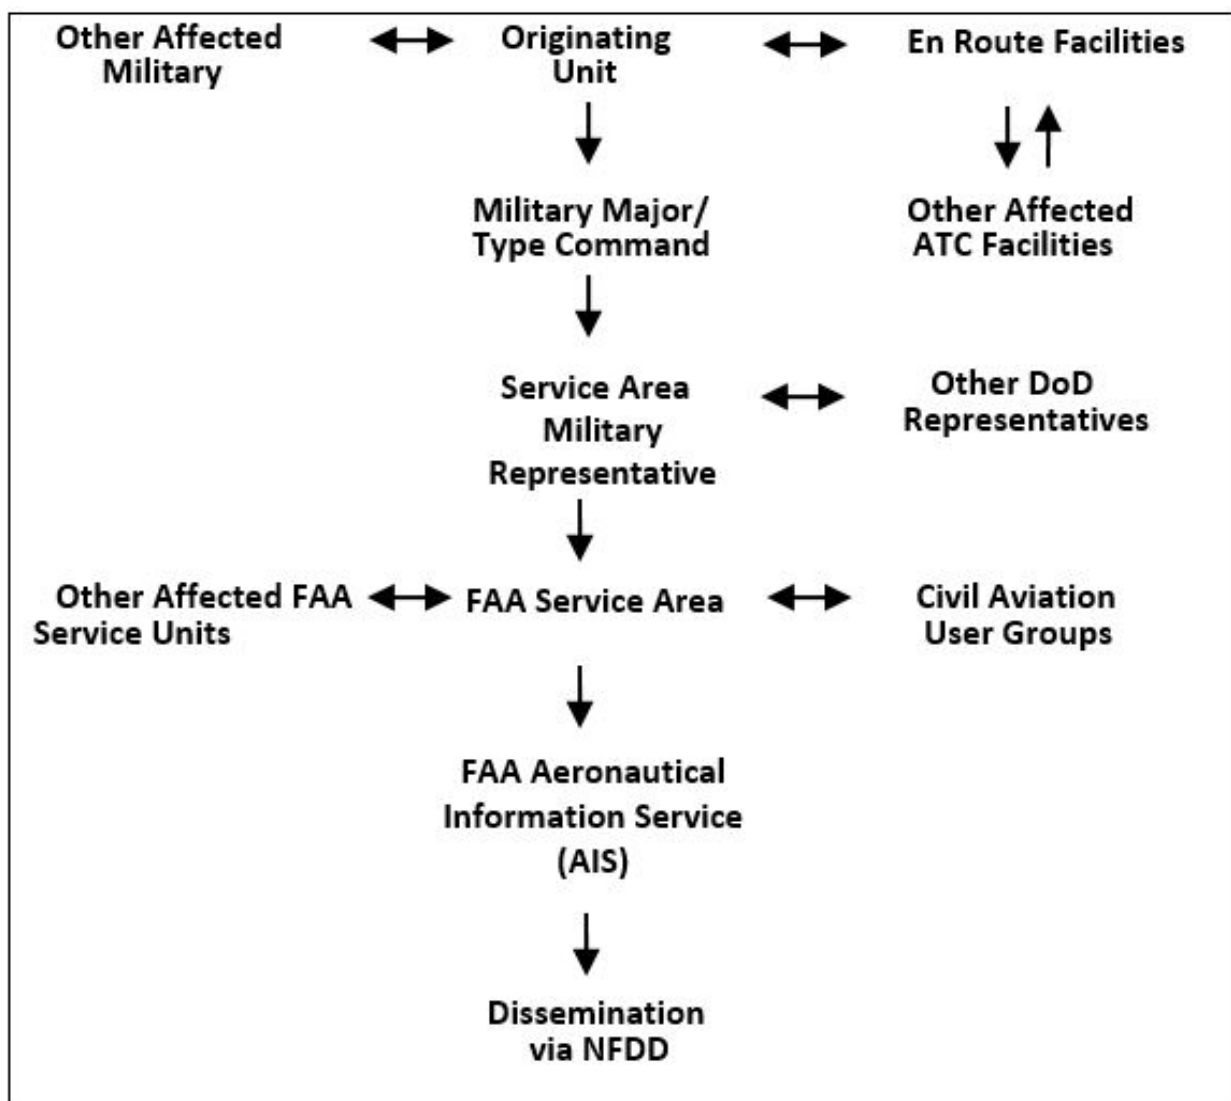 Other Affected
Military
Originating
Unit
En Route Facilities
Military Major/
Type Command
Other Affected
ATC Facilities
Service Area
Military
Representative
Other DoD
Representatives
Other Affected FAA
Service Units
FAA Service Area
Civil Aviation
User Groups
FAA Aeronautical
Information Service
(AIS)
Dissemination
via NFDD